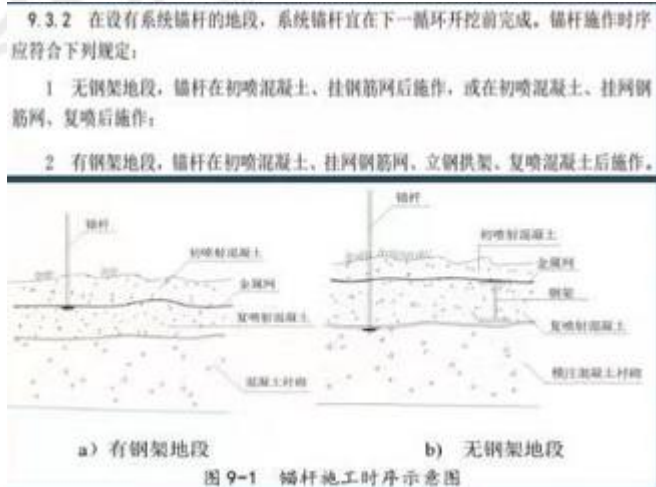 9.3.2 在设有系统锚杆的地段，系统锚杆宜在下一循环开挖前完成。锚杆施作时序
应符合下列规定：
1 无钢架地段，锚杆在初喷混凝土、挂钢筋网后施作，或在初喷混凝土、挂网钢
筋网、复喷后施作；
2 有钢架地段，锚杆在初喷混凝土、挂网钢筋网、立钢拱架、复喷混凝土后施作。
锚杆
初喷射混凝土
金属网
复喷射混凝土
混凝土衬砌
a）有钢架地段
锚杆
初喷射混凝土
金属网
钢架
复喷射混凝土
模注混凝土衬砌
b) 无钢架地段
图 9-1 锚杆施工时序示意图